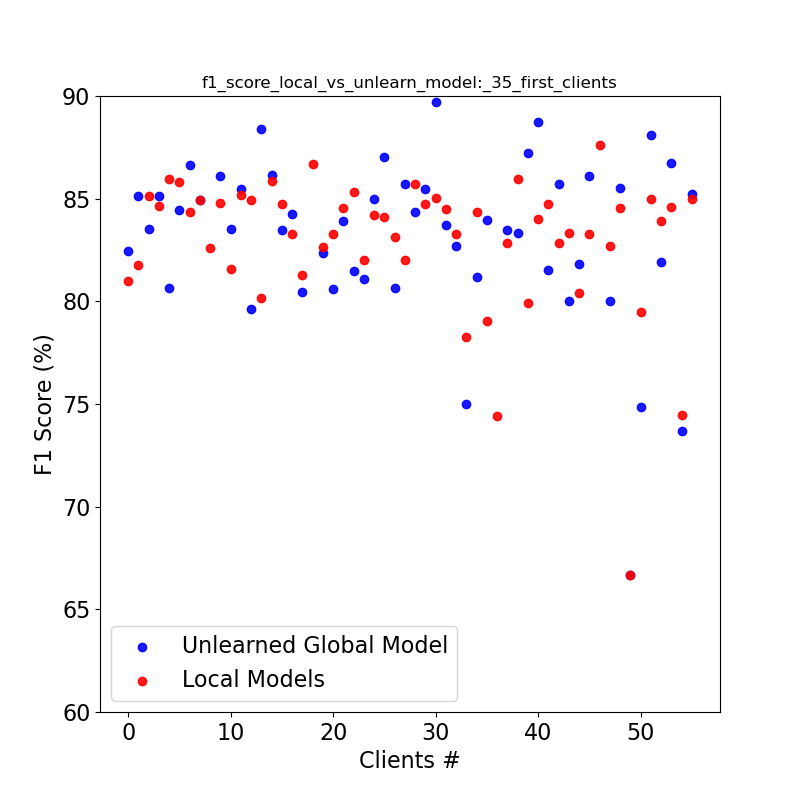 f1_score_local_vs_unlearn_model:_35_first_clients
90
85
80
75
70
65
60
F1 Score (%)
Unlearned Global Model
Local Models
0 10 20 30 40 50
Clients #